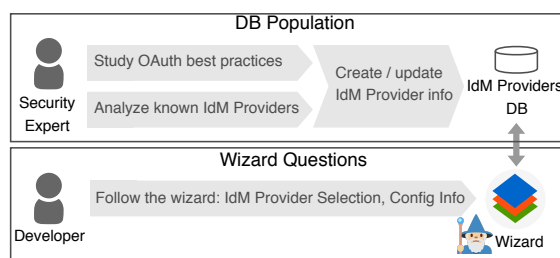 DB Population
Study OAuth best practices
Analyze known IdM Providers
Create / update
IdM Provider info
Security
Expert
IdM Providers
DB
Wizard Questions
Follow the wizard: IdM Provider Selection, Config Info
Developer
Wizard